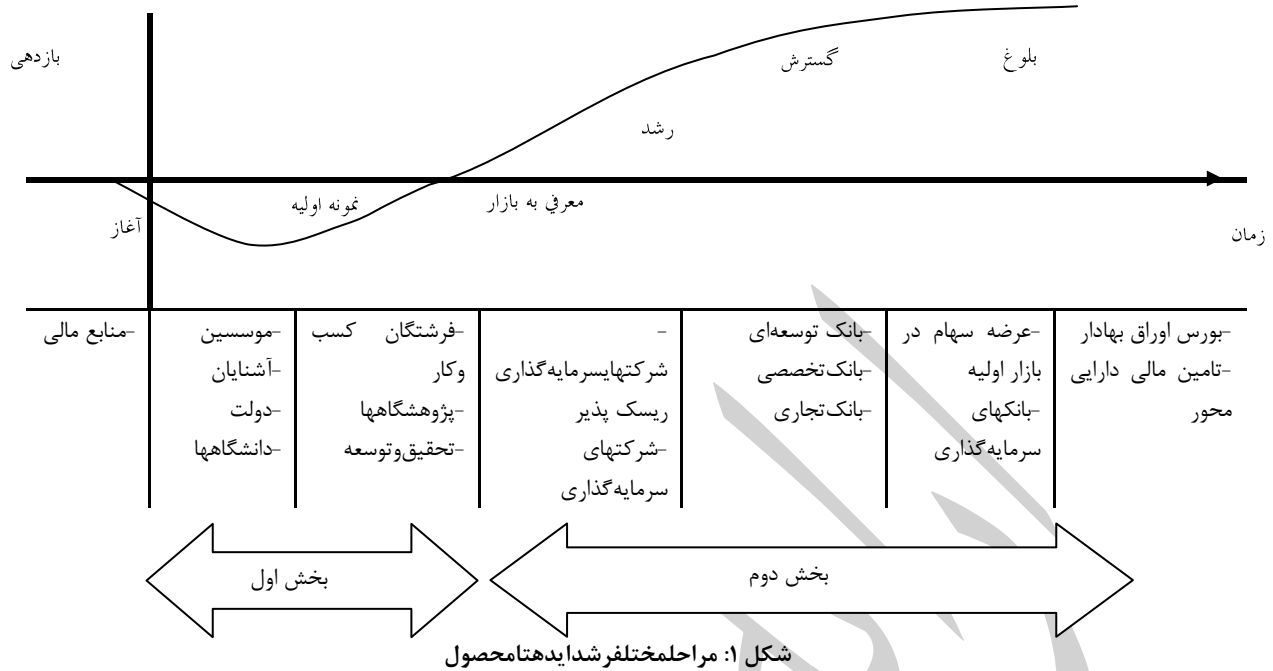 بازدهی
گسترش
بلوغ
رشد
نمونه اولیه
معرفي به بازار
آغاز
زمان
-منابع مالی
-موسسین
-آشنایان
-دولت
-دانشگاهها
-فرشتگان کسب
وکار
-پژوهشگاهها
-تحقیق‌وتوسعه
-
شرکتهایسرمایه‌گذاری
ریسک پذیر
-شرکتهای
سرمایه‌گذاری
-بانک توسعه‌ای
-بانک‌تخصصی
-بانک‌تجاری
-عرضه سهام در
بازار اولیه
-بانکهای
سرمایه‌گذاری
-بورس اوراق بهادار
-تامین مالی دارایی
محور
بخش اول
بخش دوم
شکل ۱: مراحلمختلفرشدایدهتامحصول